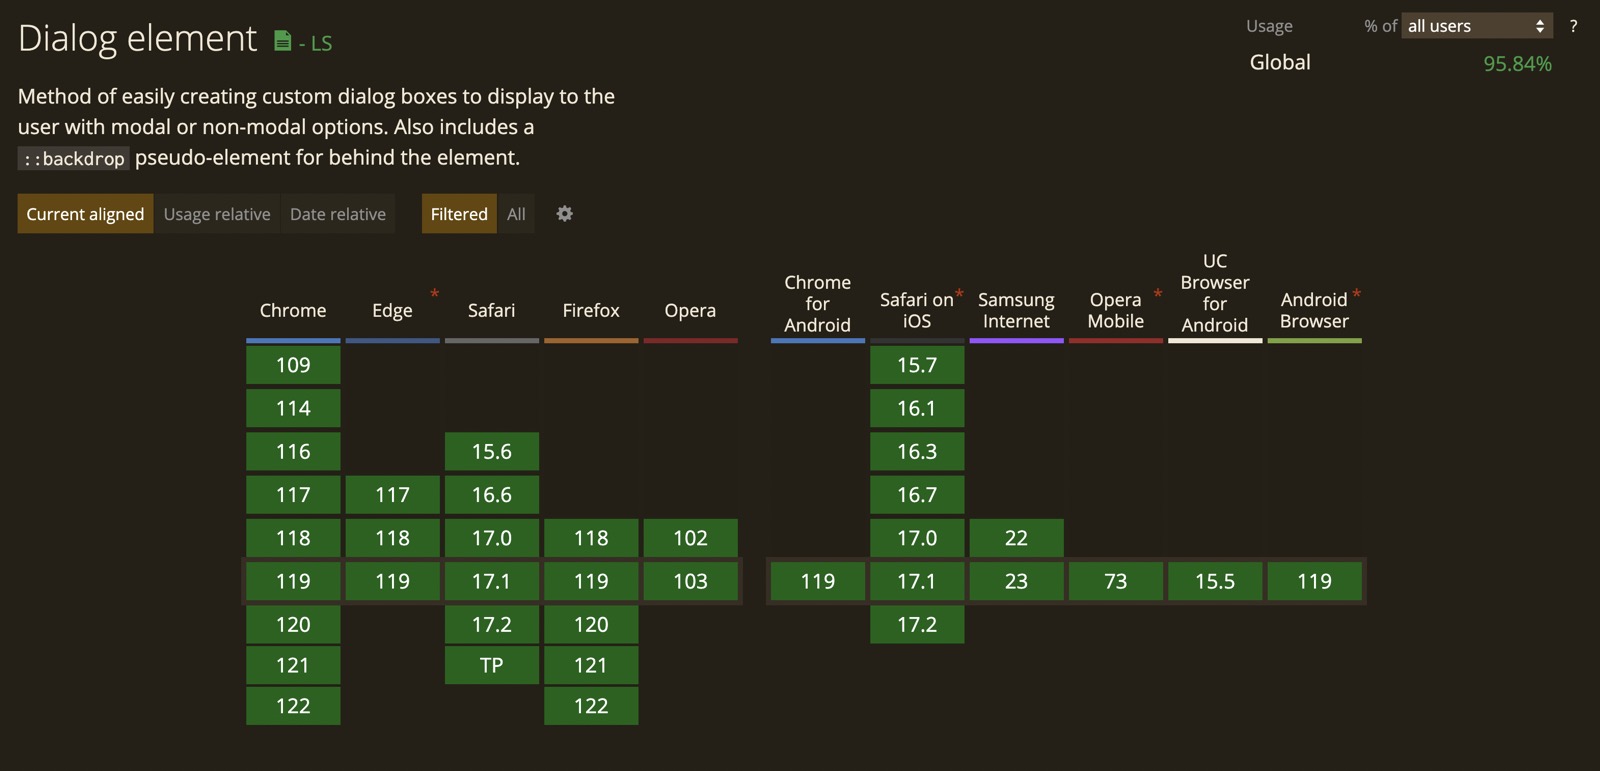 Dialog element - LS
Usage % of all users ?
Global 95.84%
Method of easily creating custom dialog boxes to display to the
user with modal or non-modal options. Also includes a
::backdrop pseudo-element for behind the element.
Current aligned Usage relative Date relative Filtered All
Chrome Edge * Safari Firefox Opera
Chrome
for
Android
Safari on *
iOS
Samsung
Internet
Opera *
Mobile
UC
Browser
for
Android
Android *
Browser
109 15.7
114 16.1
116 15.6 16.3
117 117 16.6 16.7
118 118 17.0 118 102 17.0 22
119 119 17.1 119 103 119 17.1 23 73 15.5 119
120 17.2 120 17.2
121 TP 121
122 122